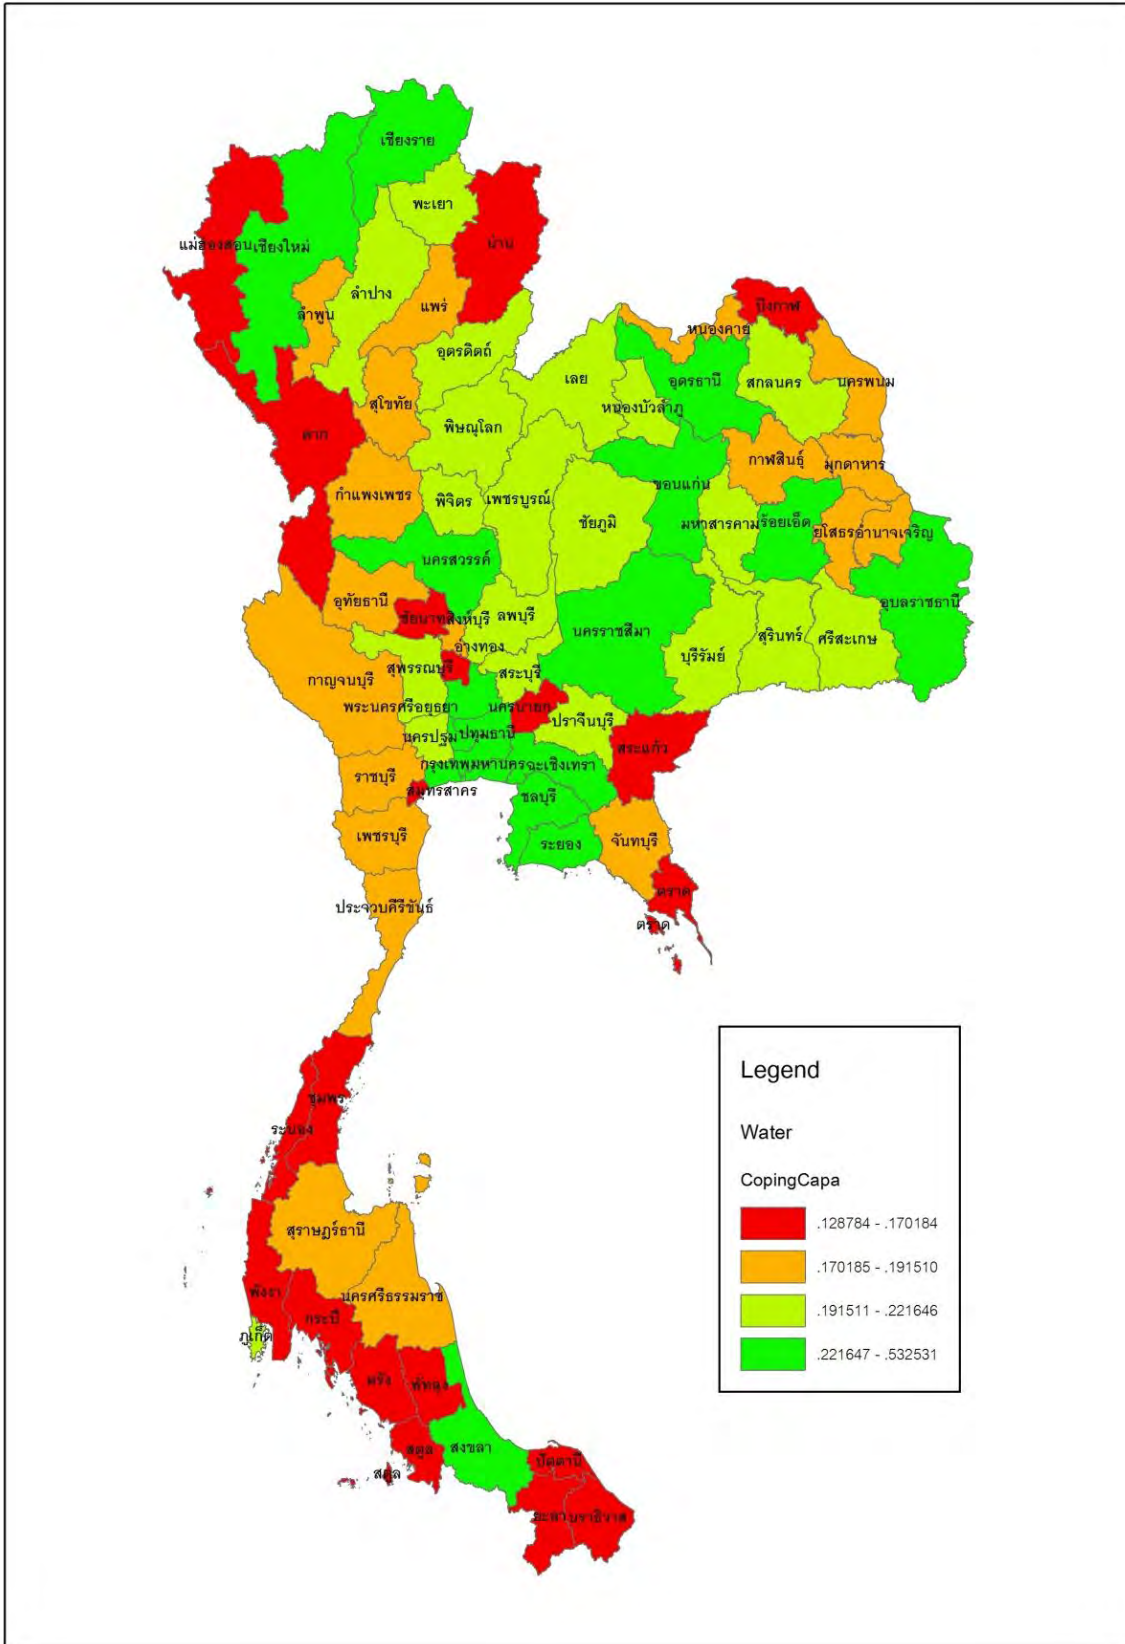 เชียงราย
พะเยา
น่าน
แม่ฮ่องสอน
เชียงใหม่
ลำปาง
แพร่
ลำพูน
บึงกาฬ
หนองคาย
อุตรดิตถ์
เลย
อุดรธานี
สกลนคร
นครพนม
สุโขทัย
หนองบัวลำภู
ตาก
พิษณุโลก
กาฬสินธุ์
มุกดาหาร
ขอนแก่น
กำแพงเพชร
พิจิตร
เพชรบูรณ์
ชัยภูมิ
มหาสารคาม
ร้อยเอ็ด
ยโสธร
อำนาจเจริญ
นครสวรรค์
อุทัยธานี
อุบลราชธานี
ชัยนาท
สิงห์บุรี
ลพบุรี
นครราชสีมา
สุรินทร์
ศรีสะเกษ
อ่างทอง
บุรีรัมย์
สุพรรณบุรี
สระบุรี
กาญจนบุรี
พระนครศรีอยุธยา
นครนายก
ปราจีนบุรี
นครปฐม
ปทุมธานี
สระแก้ว
กรุงเทพมหานคร
ฉะเชิงเทรา
ราชบุรี
สมุทรสาคร
ชลบุรี
เพชรบุรี
ระยอง
จันทบุรี
ตราด
ประจวบคีรีขันธ์
ตราด
ชุมพร
ระนอง
สุราษฎร์ธานี
พังงา
นครศรีธรรมราช
กระบี่
ภูเก็ต
ตรัง
พัทลุง
สตูล
สงขลา
สตูล
ปัตตานี
ยะลา
นราธิวาส
Legend
Water
CopingCapa
.128784 - .170184
.170185 - .191510
.191511 - .221646
.221647 - .532531